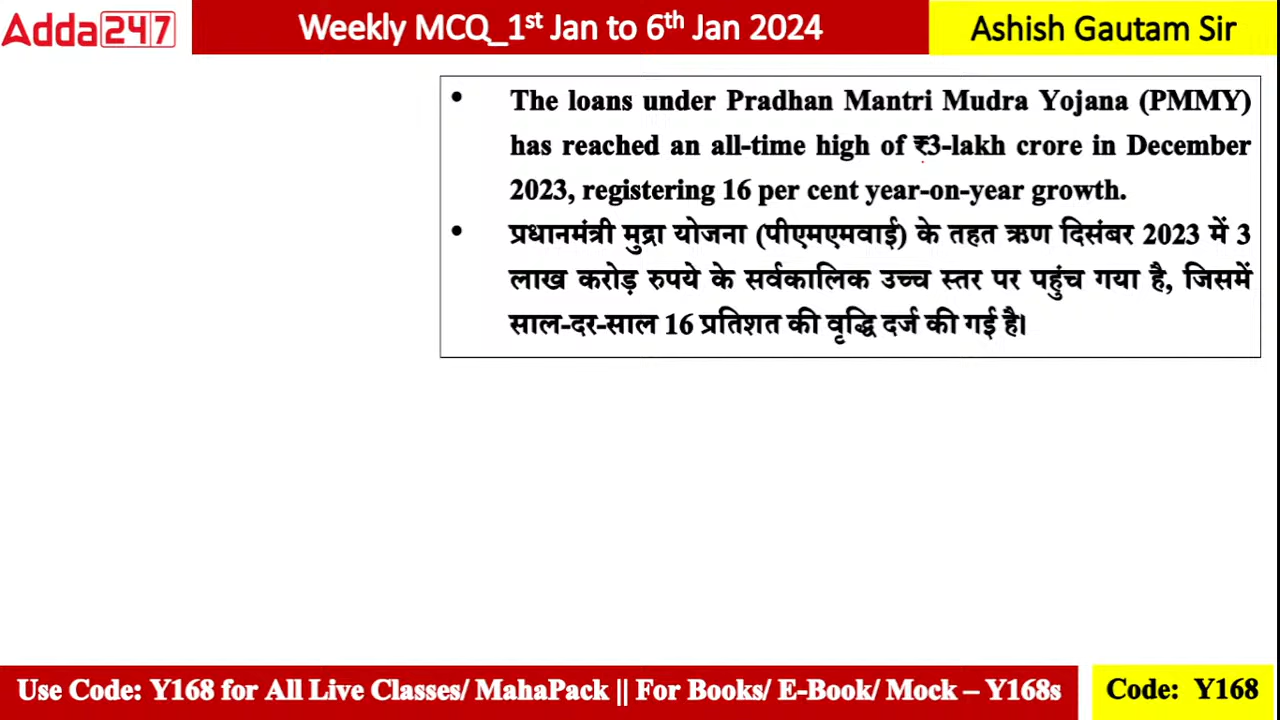 Adda247
Weekly MCQ_1st Jan to 6th Jan 2024
Ashish Gautam Sir
• The loans under Pradhan Mantri Mudra Yojana (PMMY)
has reached an all-time high of ₹3-lakh crore in December
2023, registering 16 per cent year-on-year growth.
• प्रधानमंत्री मुद्रा योजना (पीएमएमवाई) के तहत ऋण दिसंबर 2023 में 3
लाख करोड़ रुपये के सर्वकालिक उच्च स्तर पर पहुंच गया है, जिसमें
साल-दर-साल 16 प्रतिशत की वृद्धि दर्ज की गई है।
Use Code: Y168 for All Live Classes/ MahaPack || For Books/ E-Book/ Mock – Y168s
Code: Y168